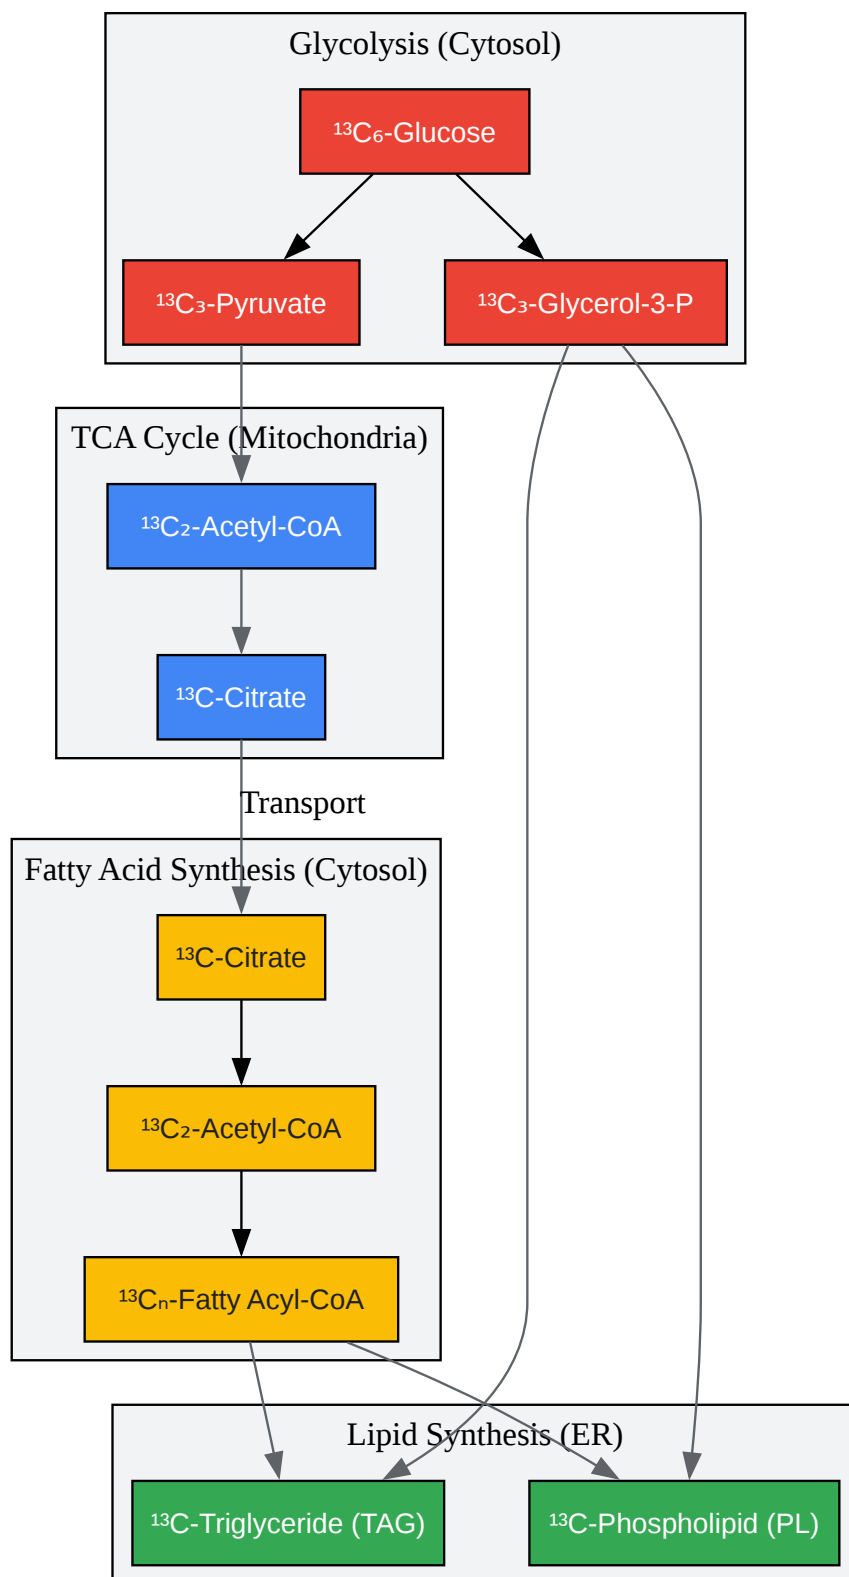 Glycolysis (Cytosol)
¹³C₆-Glucose
¹³C₃-Pyruvate
¹³C₃-Glycerol-3-P
TCA Cycle (Mitochondria)
¹³C₂-Acetyl-CoA
¹³C-Citrate
Transport
Fatty Acid Synthesis (Cytosol)
¹³C-Citrate
¹³C₂-Acetyl-CoA
¹³Cₙ-Fatty Acyl-CoA
Lipid Synthesis (ER)
¹³C-Triglyceride (TAG)
¹³C-Phospholipid (PL)